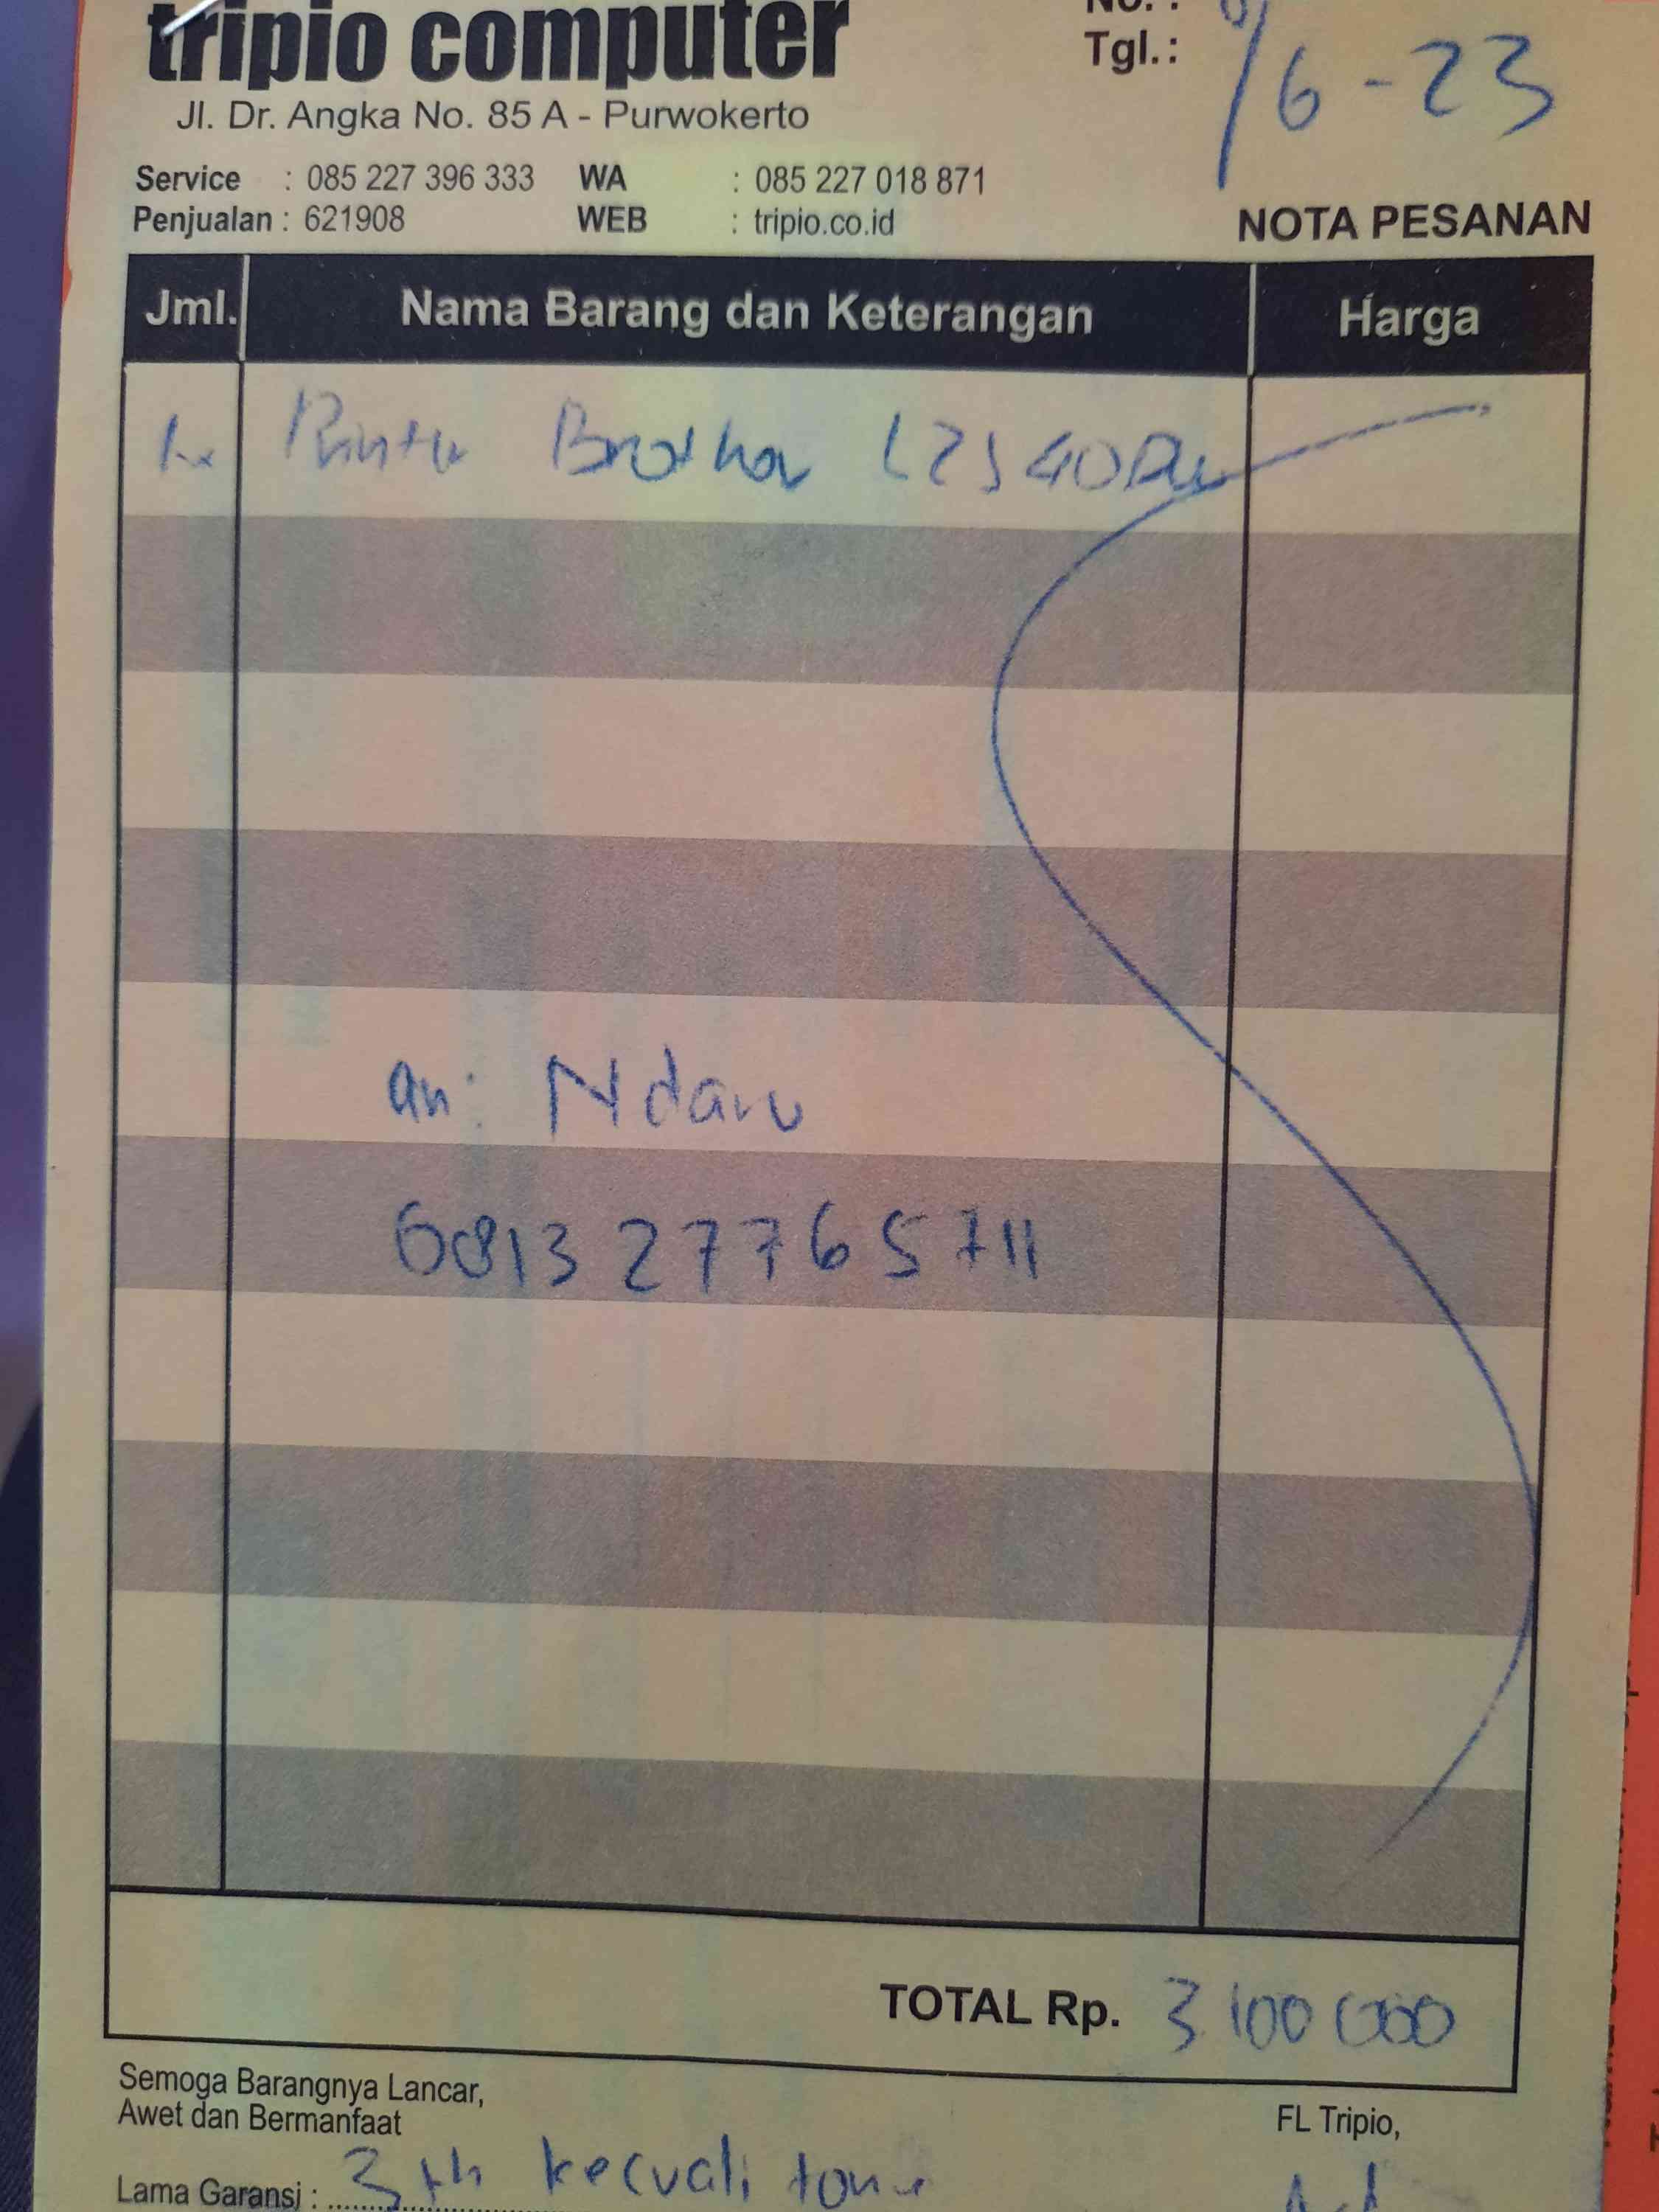 tripio computer
Jl. Dr. Angka No. 85 A - Purwokerto
No. :
Tgl. : /6-23
Service : 085 227 396 333 WA : 085 227 018 871
Penjualan : 621908 WEB : tripio.co.id
NOTA PESANAN
Jml. Nama Barang dan Keterangan Harga
1x Printer Brother L2540DW
an: Ndaru
081327765711
TOTAL Rp. 3.100 000
Semoga Barangnya Lancar,
Awet dan Bermanfaat
FL Tripio,
Lama Garansi : 3 th kecuali toner